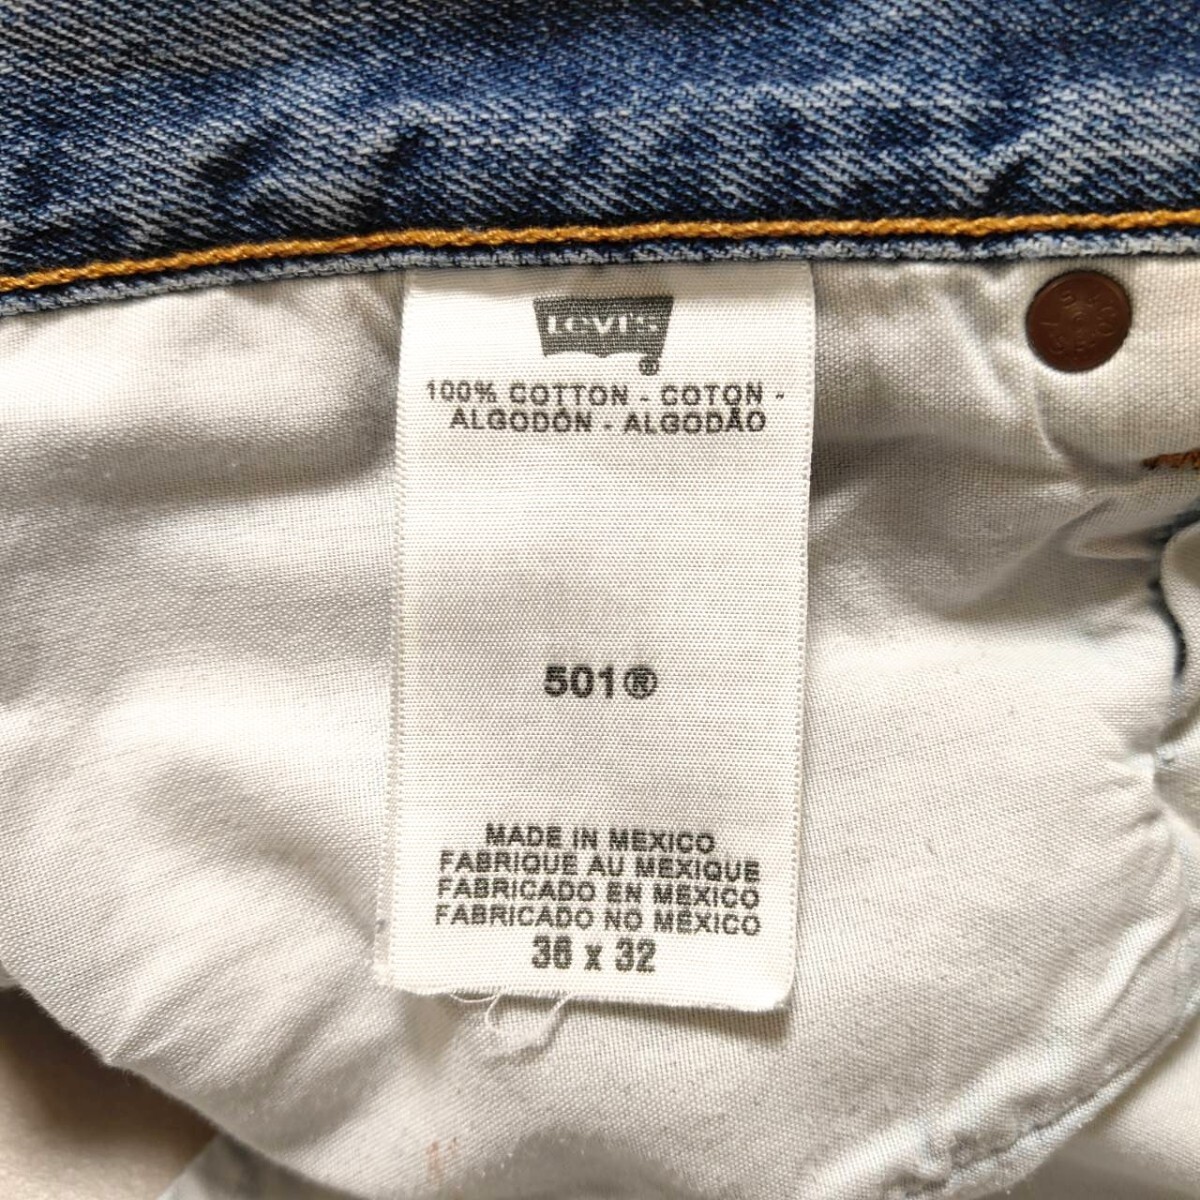 Levi's
®
100% COTTON - COTON -
ALGODÓN - ALGODÃO
501®
MADE IN MEXICO
FABRIQUE AU MEXIQUE
FABRICADO EN MÉXICO
FABRICADO NO MÉXICO
36 x 32